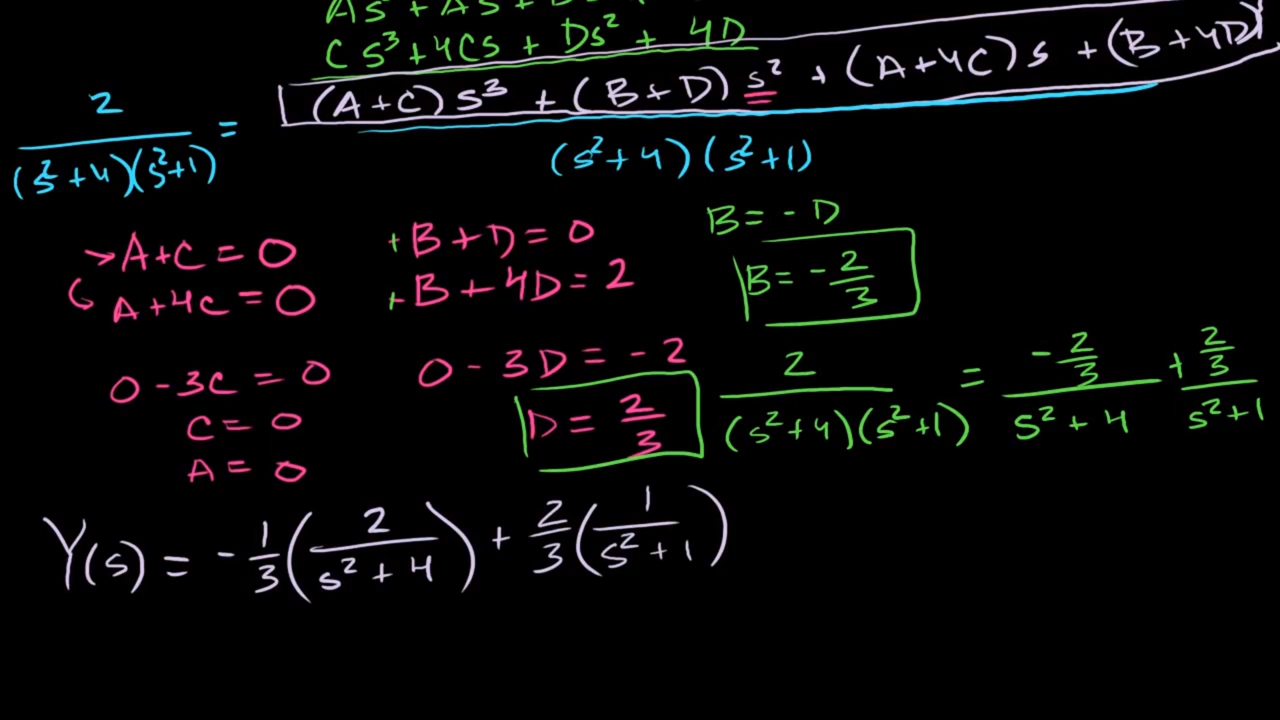 As³ + As + B
Cs³ + 4Cs + Ds² + 4D
(A+C)s³ + (B+D)s² + (A+4C)s + (B+4D)
2/((s²+4)(s²+1)) =
(s²+4)(s²+1)
A+C = 0 +B+D = 0 B = -D
A+4C = 0 +B+4D = 2 B = -2/3
0-3C = 0 0-3D = -2
C = 0 D = 2/3
A = 0
2/((s²+4)(s²+1)) = (-2/3)/(s²+4) + (2/3)/(s²+1)
Y(s) = -1/3(2/(s²+4)) + 2/3(1/(s²+1))